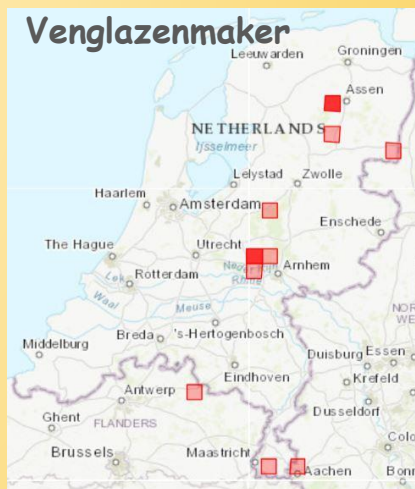 Venglazenmaker
Leeuwarden
Groningen
Assen
NETHERLANDS
Ijsselmeer
Lelystad
Zwolle
Haarlem
Amsterdam
Enschede
The Hague
Utrecht
Arnhem
Lek
Rotterdam
Waal
Meuse
Breda
's-Hertogenbosch
Middelburg
Duisburg
Essen
Eindhoven
Krefeld
Antwerp
Dusseldorf
Ghent
FLANDERS
Brussels
Maastricht
Aachen